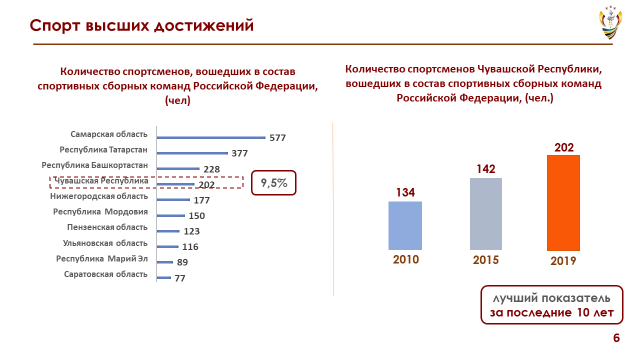 Спорт высших достижений
Количество спортсменов, вошедших в состав
спортивных сборных команд Российской Федерации,
(чел)
Самарская область 577
Республика Татарстан 377
Республика Башкортастан 228
Чувашская Республика 202
9,5%
Нижегородская область 177
Республика Мордовия 150
Пензенская область 123
Ульяновская область 116
Республика Марий Эл 89
Саратовская область 77
Количество спортсменов Чувашской Республики,
вошедших в состав спортивных сборных команд
Российской Федерации, (чел.)
134 142 202
2010 2015 2019
лучший показатель
за последние 10 лет
6